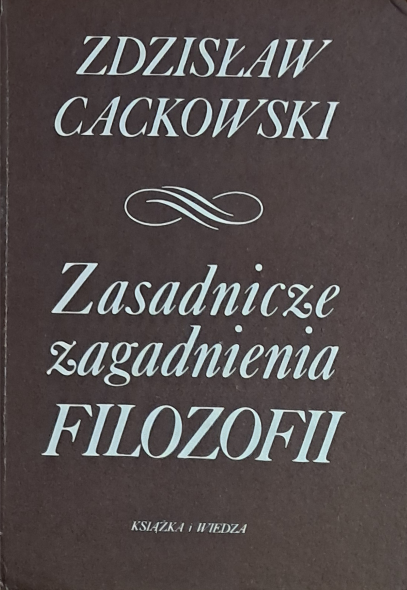 ZDZISŁAW
CACKOWSKI
Zasadnicze
zagadnienia
FILOZOFII
KSIĄŻKA i WIEDZA